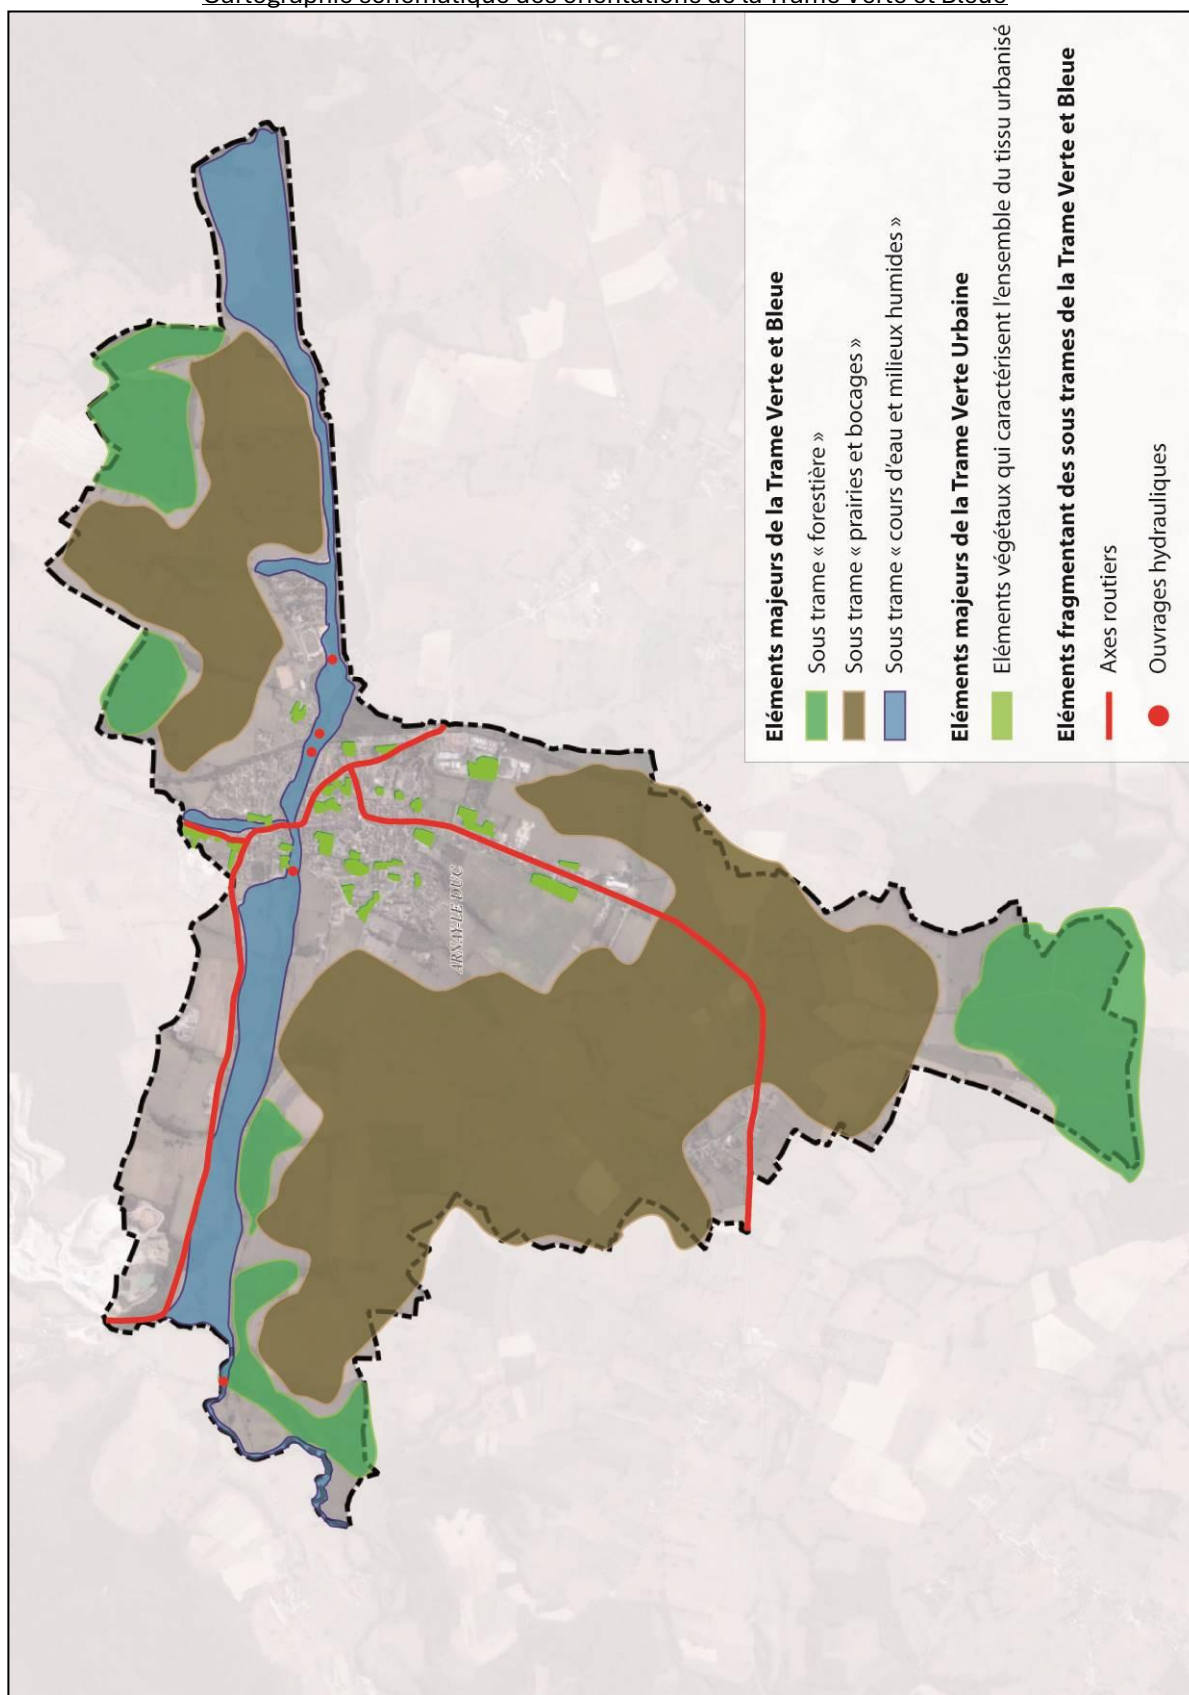 Cartographie schématique des orientations de la Trame Verte et Bleue
ARNAY-LE-DUC
Eléments majeurs de la Trame Verte et Bleue
Sous trame « forestière »
Sous trame « prairies et bocages »
Sous trame « cours d'eau et milieux humides »
Eléments majeurs de la Trame Verte Urbaine
Eléments végétaux qui caractérisent l'ensemble du tissu urbanisé
Eléments fragmentant des sous trames de la Trame Verte et Bleue
Axes routiers
Ouvrages hydrauliques